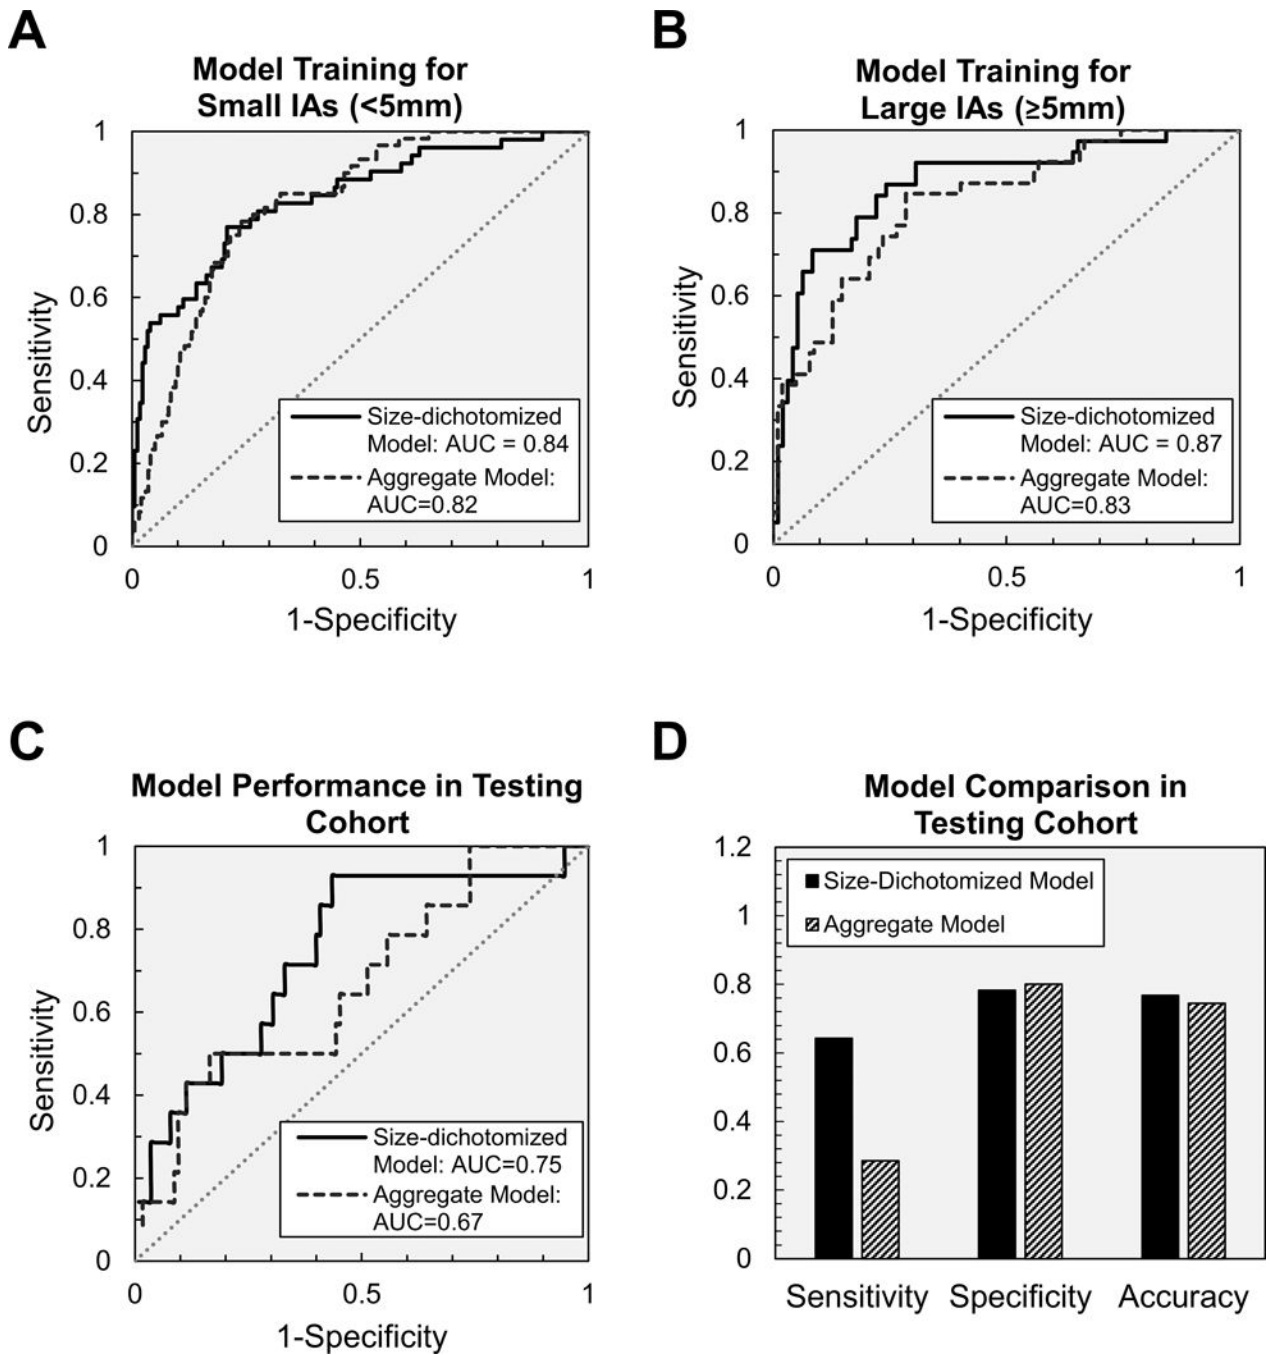 A
Model Training for
Small IAs (<5mm)
1
0.8
0.6
0.4
0.2
0
Sensitivity
Size-dichotomized
Model: AUC = 0.84
Aggregate Model:
AUC=0.82
0
0.5
1
1-Specificity
B
Model Training for
Large IAs (≥5mm)
1
0.8
0.6
0.4
0.2
0
Sensitivity
Size-dichotomized
Model: AUC = 0.87
Aggregate Model:
AUC=0.83
0
0.5
1
1-Specificity
C
Model Performance in Testing
Cohort
1
0.8
0.6
0.4
0.2
0
Sensitivity
Size-dichotomized
Model: AUC=0.75
Aggregate Model:
AUC=0.67
0
0.5
1
1-Specificity
D
Model Comparison in
Testing Cohort
1.2
1
0.8
0.6
0.4
0.2
0
Size-Dichotomized Model
Aggregate Model
Sensitivity
Specificity
Accuracy